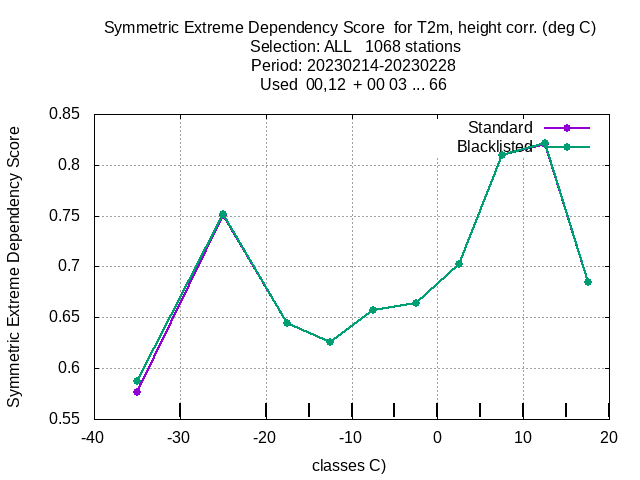 Symmetric Extreme Dependency Score  for T2m, height corr. (deg C)
Selection: ALL   1068 stations
Period: 20230214-20230228
Used  00,12  + 00 03 ... 66
Symmetric Extreme Dependency Score
0.85
0.8
0.75
0.7
0.65
0.6
0.55
Standard
Blacklisted
-40 -30 -20 -10 0 10 20
classes C)